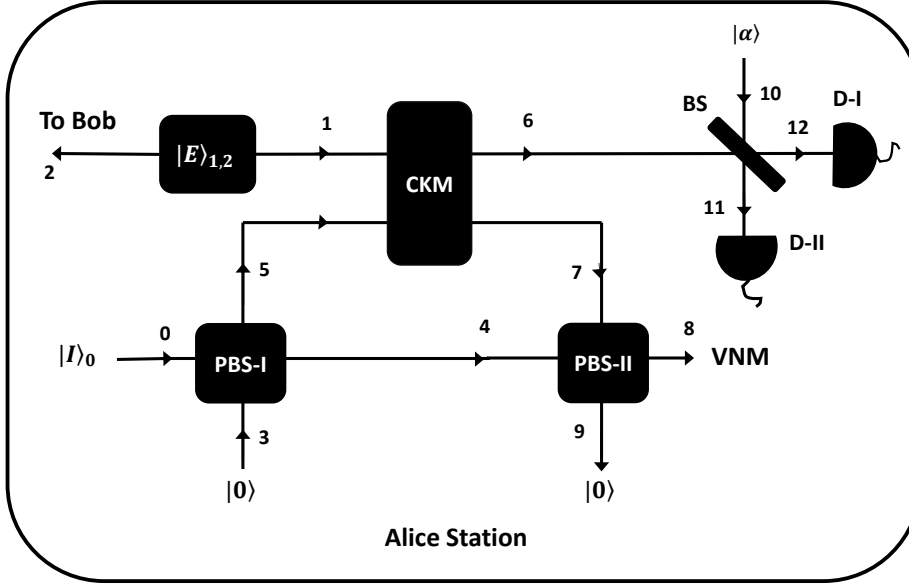 |α⟩
BS
10
D-I
To Bob
1
6
12
2
|E⟩₁,₂
CKM
11
D-II
5
7
|I⟩₀
0
4
8
PBS-I
PBS-II
VNM
3
9
|0⟩
|0⟩
Alice Station